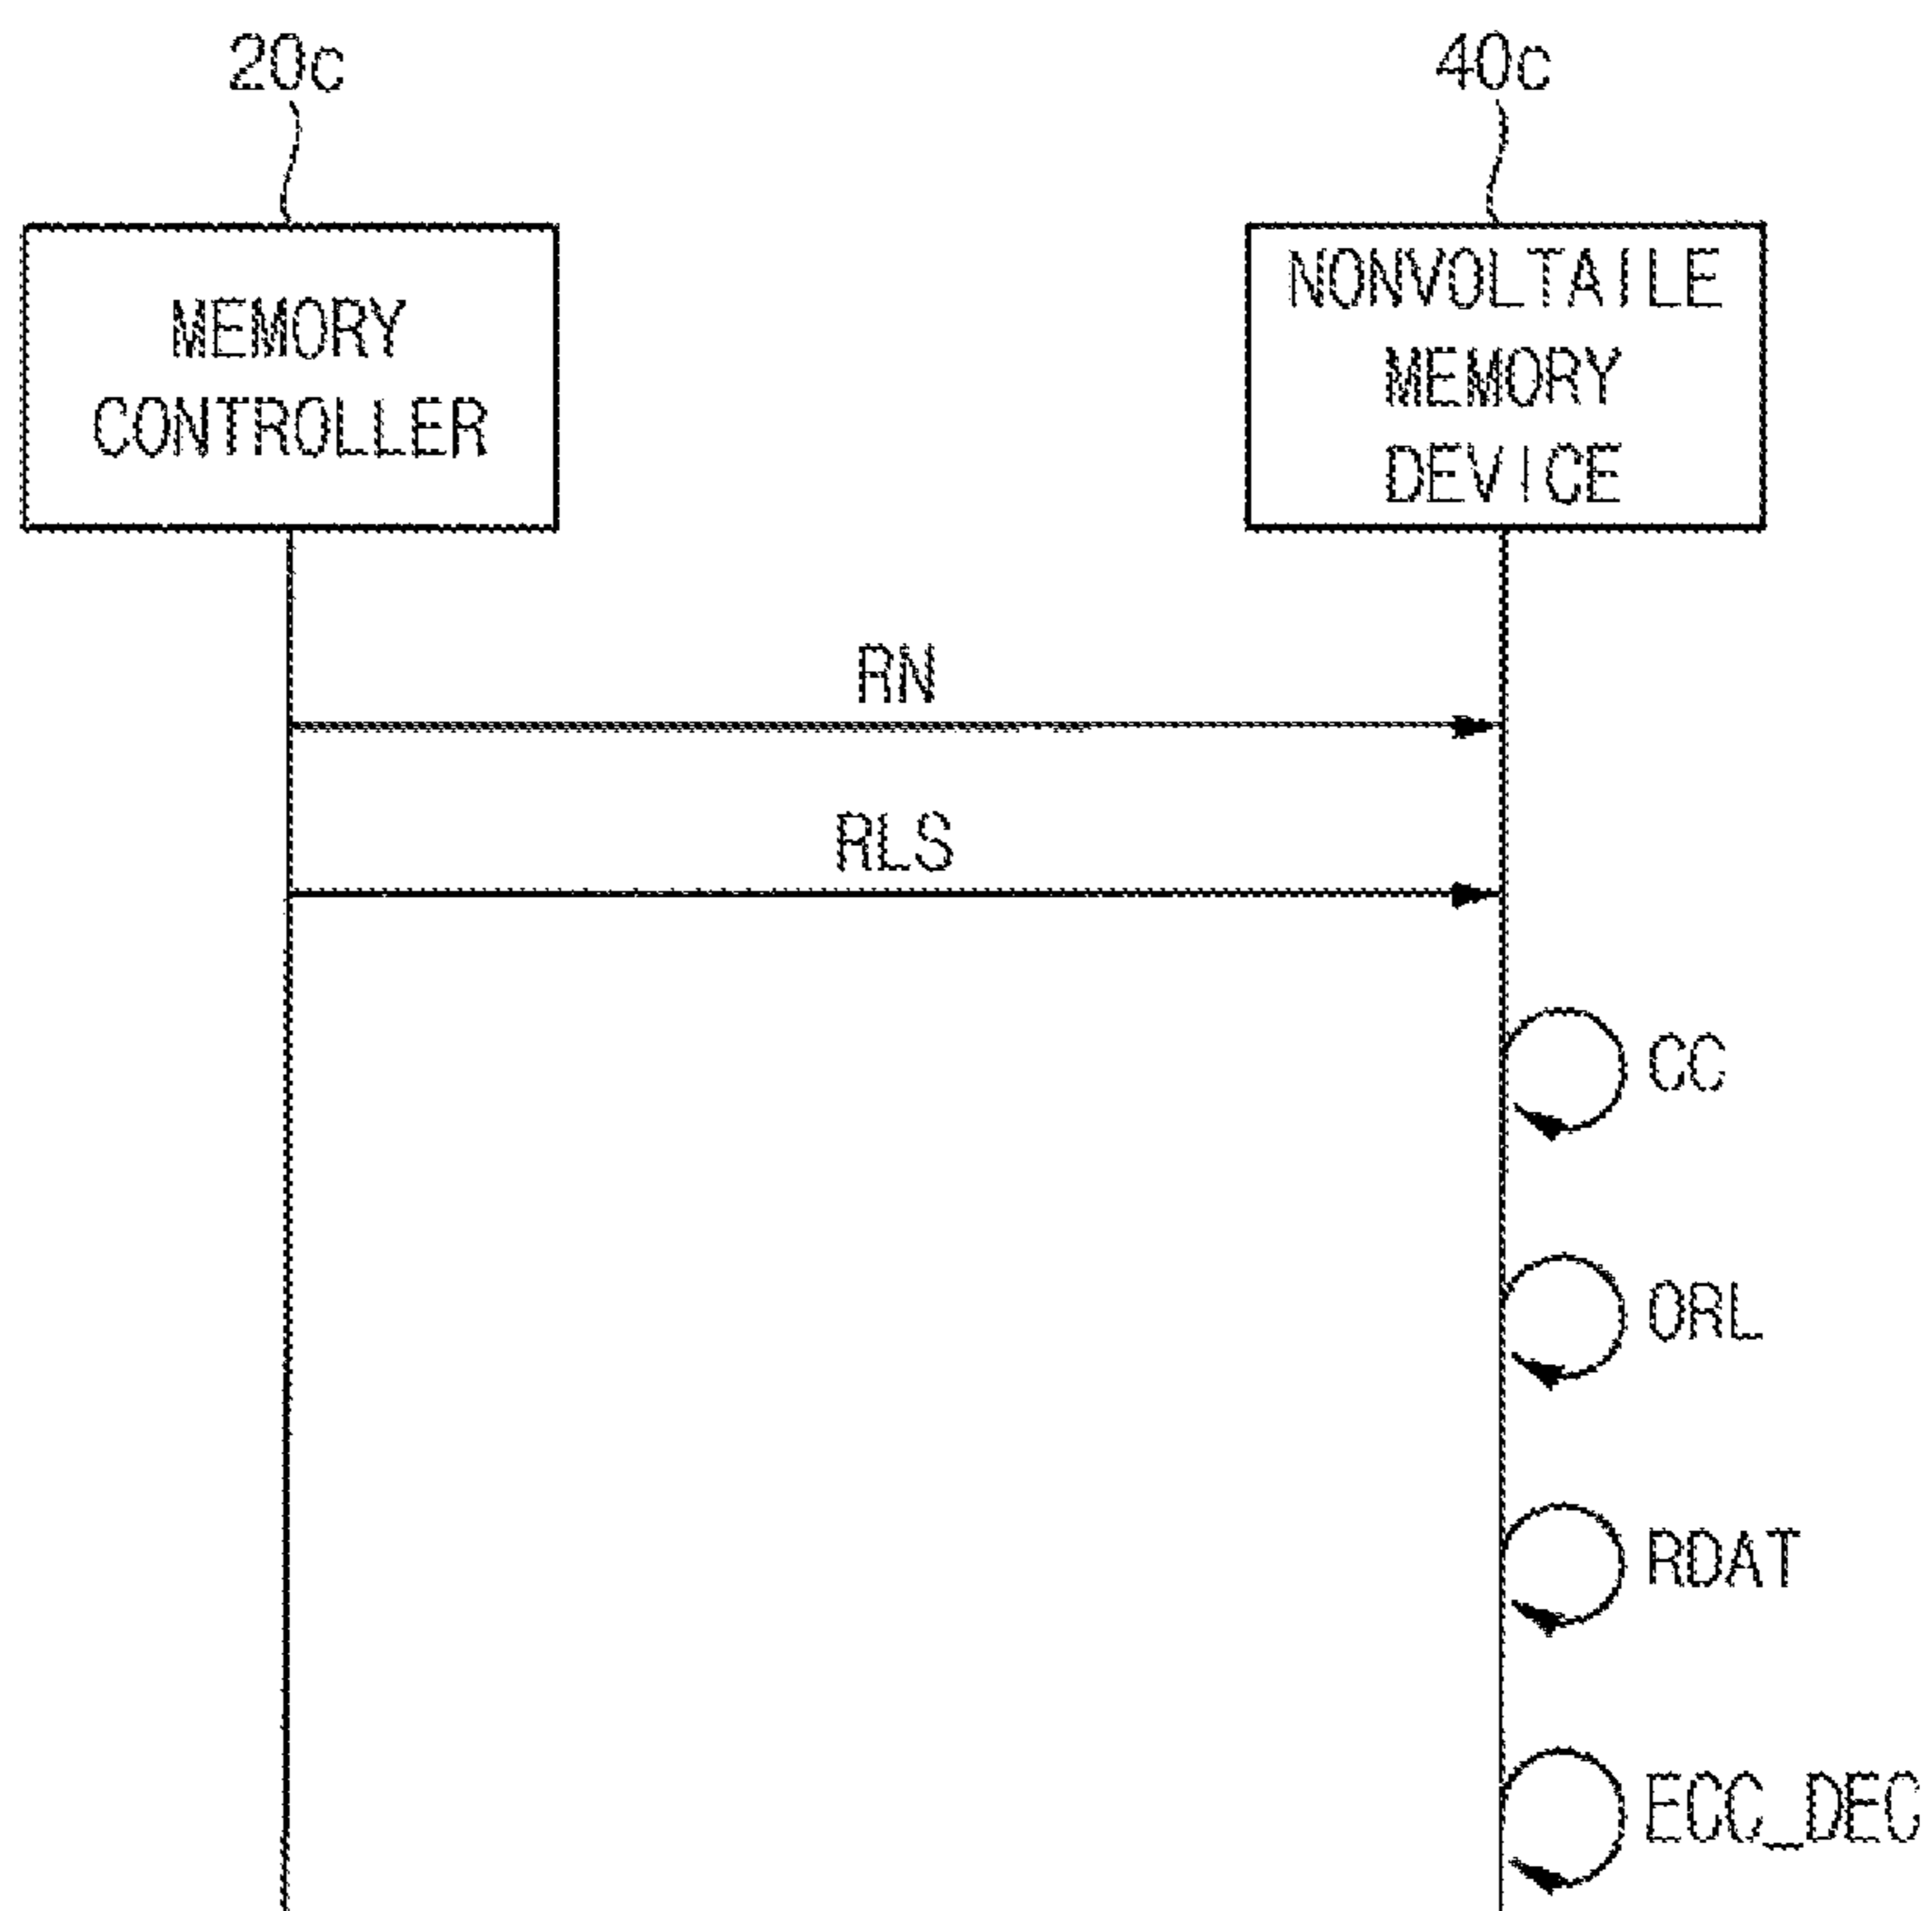 20c
40c
MEMORY
CONTROLLER
NONVOLTAILE
MEMORY
DEVICE
RN
RLS
CC
ORL
RDAT
ECC_DEC